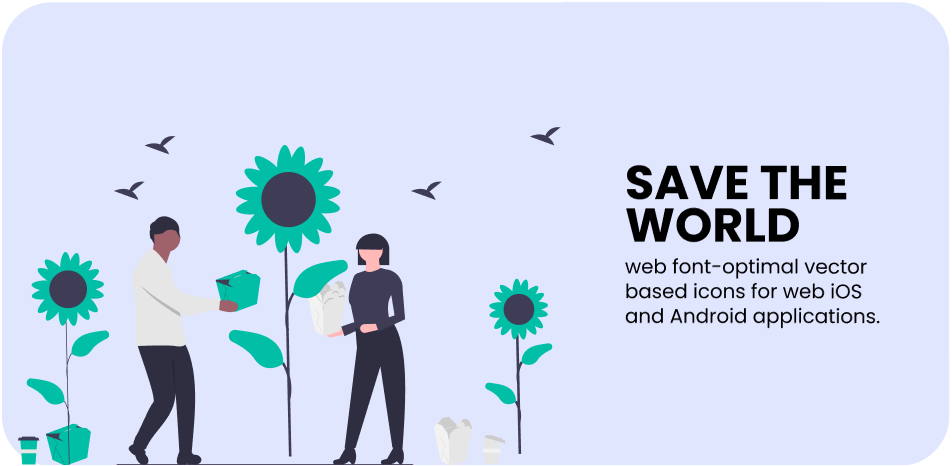 SAVE THE
WORLD
web font-optimal vector
based icons for web iOS
and Android applications.